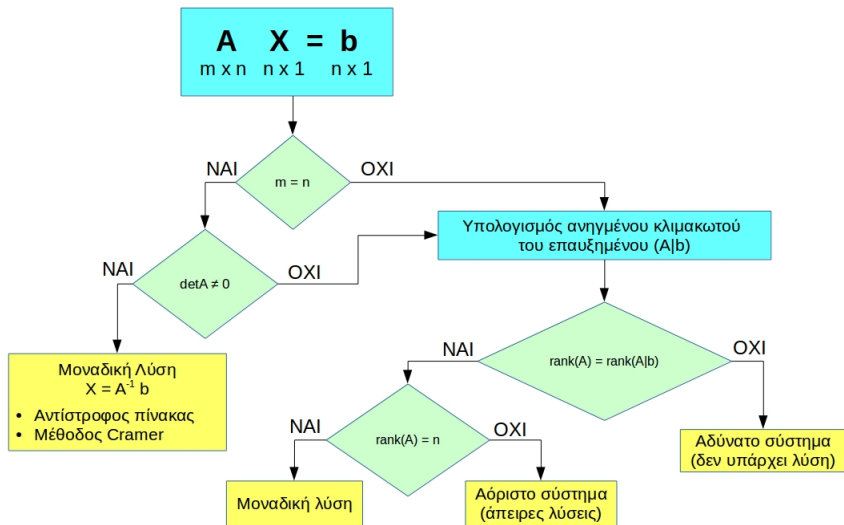 A X = b
m x n n x 1 n x 1
m = n
ΝΑΙ
ΟΧΙ
detA ≠ 0
ΝΑΙ
ΟΧΙ
Υπολογισμός ανηγμένου κλιμακωτού
του επαυξημένου (A|b)
Μοναδική Λύση
X = A⁻¹ b
• Αντίστροφος πίνακας
• Μέθοδος Cramer
rank(A) = rank(A|b)
ΝΑΙ
ΟΧΙ
rank(A) = n
ΝΑΙ
ΟΧΙ
Αδύνατο σύστημα
(δεν υπάρχει λύση)
Μοναδική λύση
Αόριστο σύστημα
(άπειρες λύσεις)